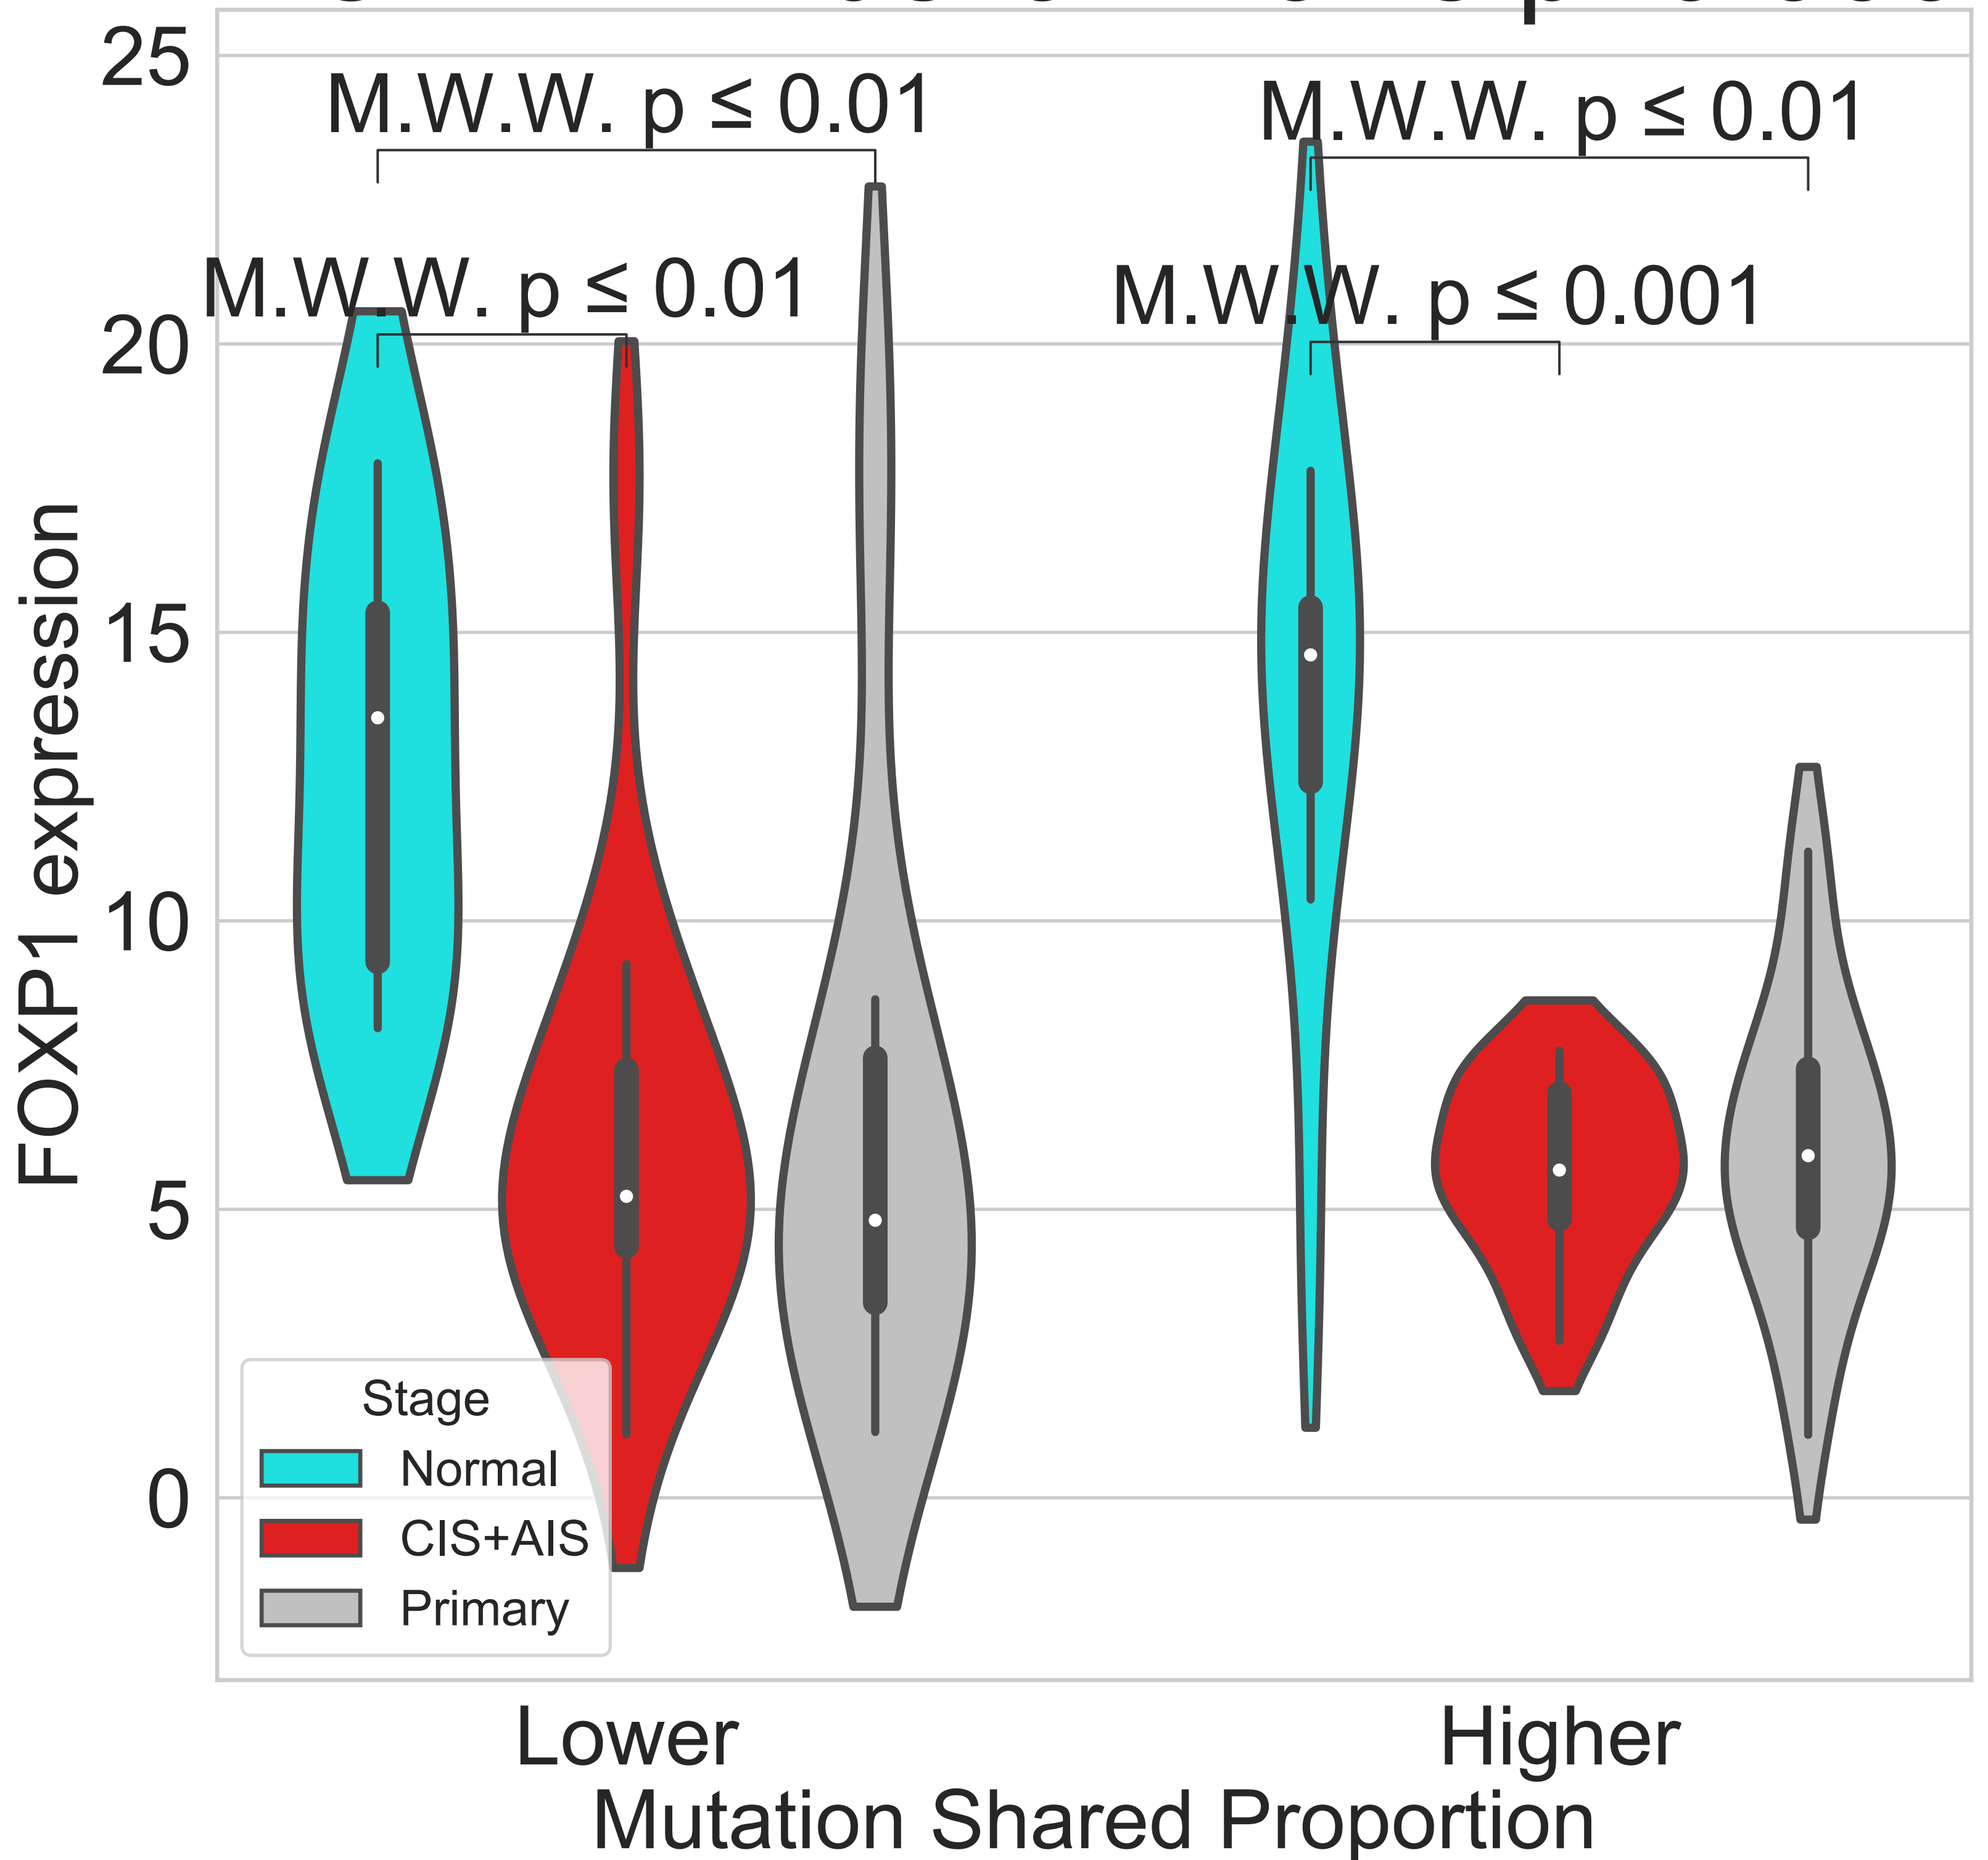 25
20
15
10
5
0
FOXP1 expression
M.W.W. p ≤ 0.01
M.W.W. p ≤ 0.01
M.W.W. p ≤ 0.01
M.W.W. p ≤ 0.001
Stage
Normal
CIS+AIS
Primary
Lower
Higher
Mutation Shared Proportion